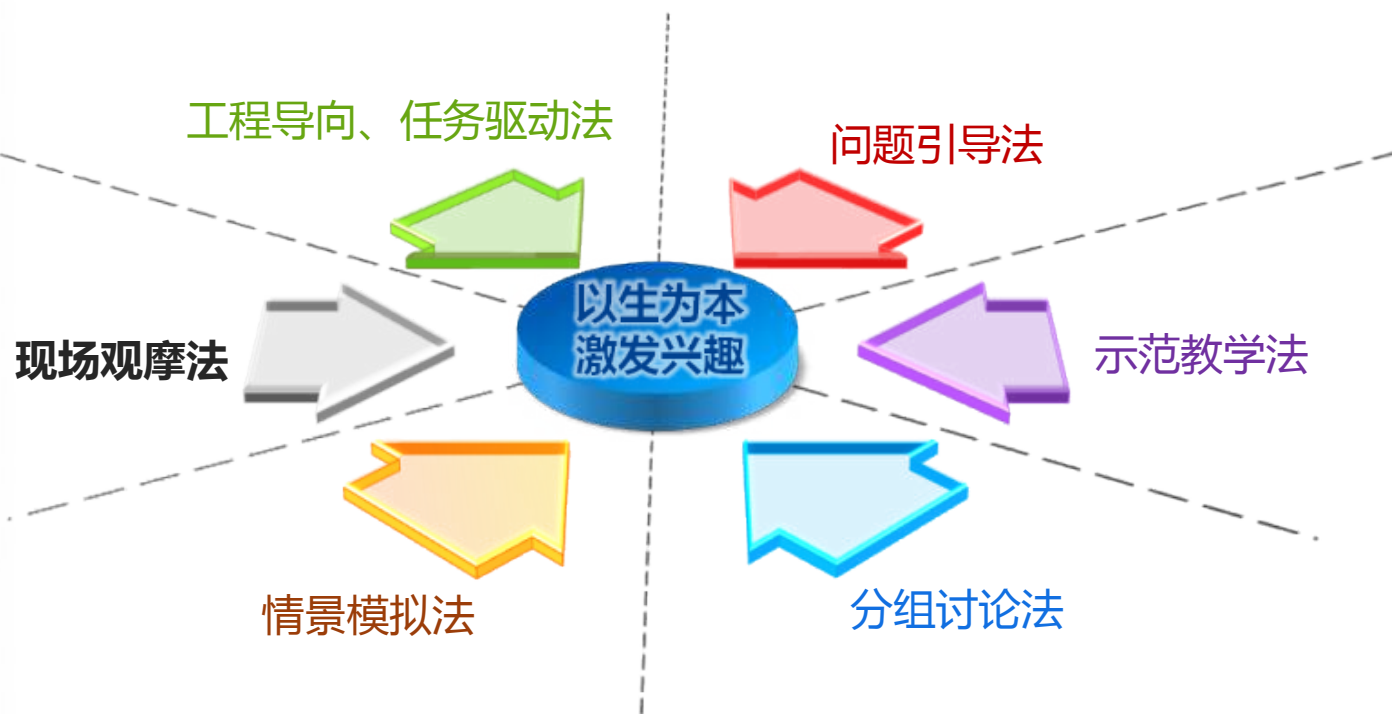 工程导向、任务驱动法
问题引导法
以生为本
激发兴趣
现场观摩法
示范教学法
情景模拟法
分组讨论法